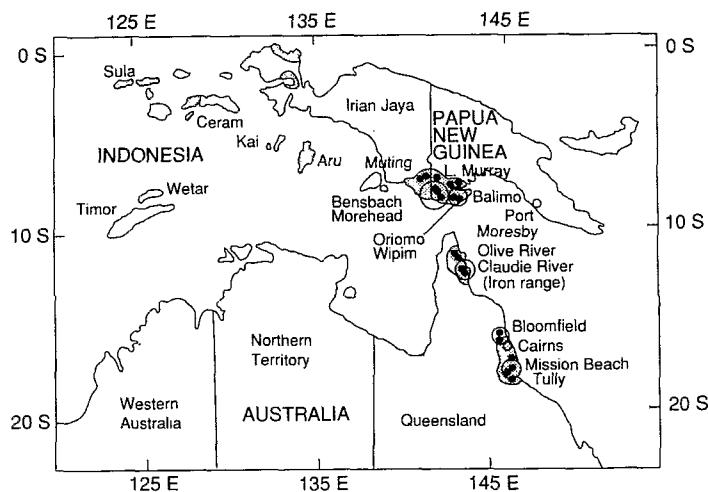 125 E
135 E
145 E
0 S
0 S
Sula
Irian Jaya
PAPUA
NEW
GUINEA
Ceram
Kai
INDONESIA
Aru
Muting
Murray
Wetar
Bensbach
Morehead
Balimo
Timor
Port
Moresby
Oriomo
Wipim
10 S
10 S
Olive River
Claudie River
(Iron range)
Northern
Territory
Bloomfield
Cairns
Mission Beach
Tully
Western
Australia
AUSTRALIA
Queensland
20 S
20 S
125 E
135 E
145 E